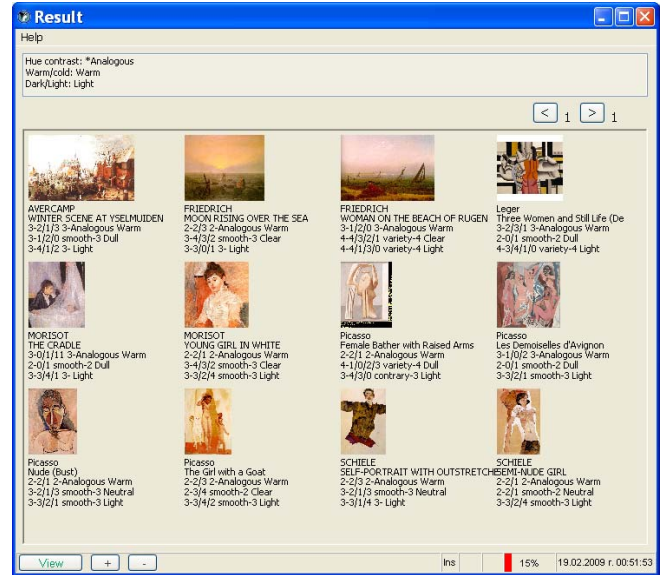 Result
Help
Hue contrast: *Analogous
Warm/cold: Warm
Dark/Light: Light
< 1 > 1
AVERCAMP
WINTER SCENE AT YSELMUIDEN
3-2/1/3 3-Analogous Warm
3-1/2/0 smooth-3 Dull
3-4/1/2 3- Light
FRIEDRICH
MOON RISING OVER THE SEA
2-2/3 2-Analogous Warm
3-4/3/2 smooth-3 Clear
3-3/0/1 3- Light
FRIEDRICH
WOMAN ON THE BEACH OF RUGEN
3-1/2/0 3-Analogous Warm
4-4/3/2/1 variety-4 Clear
4-4/1/3/0 variety-4 Light
Leger
Three Women and Still Life (De
3-2/3/1 3-Analogous Warm
2-0/1 smooth-2 Dull
4-3/4/1/0 variety-4 Light
MORISOT
THE CRADLE
3-0/1/11 3-Analogous Warm
2-0/1 smooth-2 Dull
3-3/4/1 3- Light
MORISOT
YOUNG GIRL IN WHITE
2-2/1 2-Analogous Warm
3-4/3/2 smooth-3 Clear
3-3/2/4 smooth-3 Light
Picasso
Female Bather with Raised Arms
2-2/1 2-Analogous Warm
4-1/0/2/3 variety-4 Dull
3-4/3/0 contrary-3 Light
Picasso
Les Demoiselles d'Avignon
3-1/0/2 3-Analogous Warm
2-0/1 smooth-2 Dull
3-3/2/1 smooth-3 Light
Picasso
Nude (Bust)
2-2/1 2-Analogous Warm
3-2/1/3 smooth-3 Neutral
3-3/2/1 smooth-3 Light
Picasso
The Girl with a Goat
2-2/3 2-Analogous Warm
2-3/4 smooth-2 Clear
3-3/4/2 smooth-3 Light
SCHIELE
SELF-PORTRAIT WITH OUTSTRETCHE
2-2/3 2-Analogous Warm
3-2/1/3 smooth-3 Neutral
3-3/1/4 3- Light
SCHIELE
SEMI-NUDE GIRL
2-2/1 2-Analogous Warm
2-2/1 smooth-2 Neutral
3-3/2/4 smooth-3 Light
View + - Ins 15% 19.02.2009 г. 00:51:53